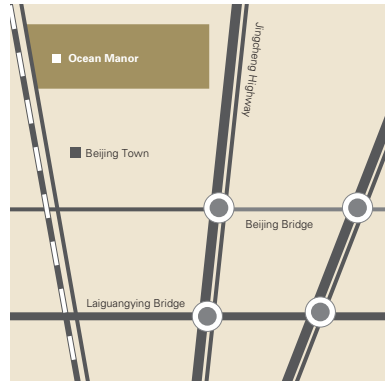 Ocean Manor
Jingcheng Highway
Beijing Town
Beijing Bridge
Laiguangying Bridge